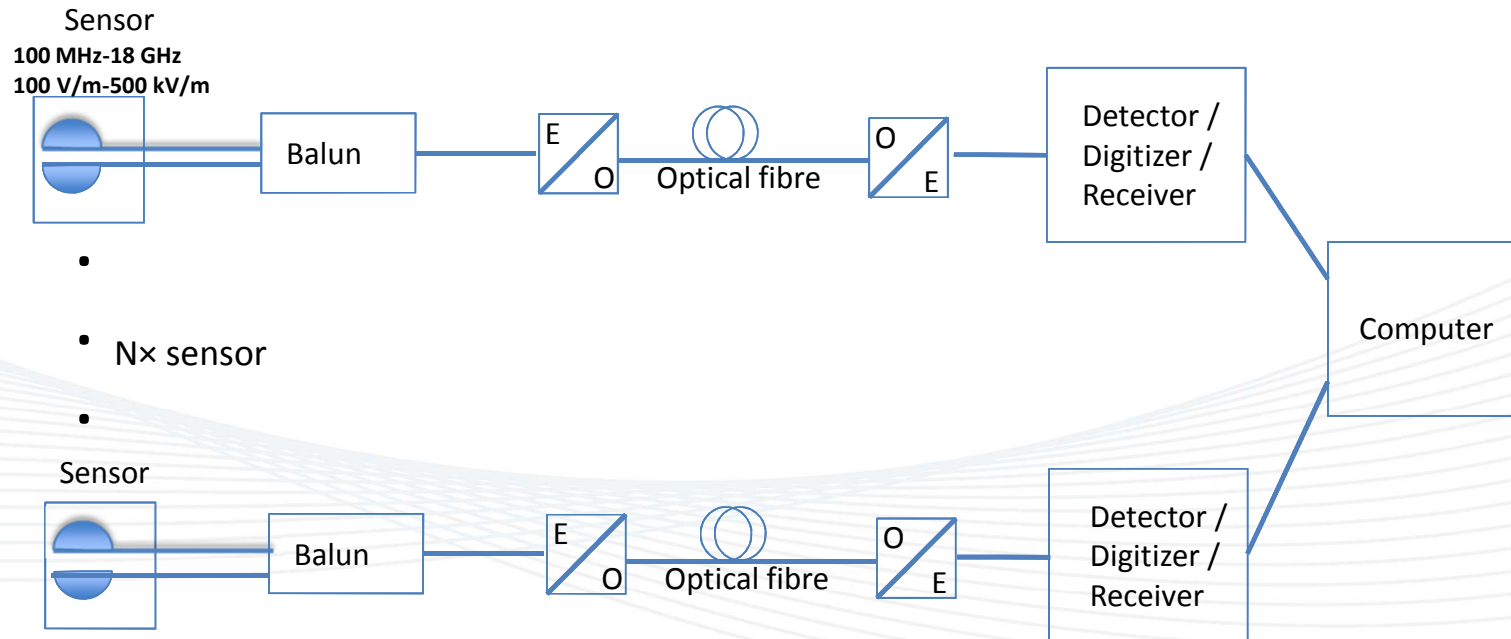 Sensor
100 MHz-18 GHz
100 V/m-500 kV/m
Balun
E
O
Optical fibre
O
E
Detector /
Digitizer /
Receiver
Computer
N× sensor
Sensor
Balun
E
O
Optical fibre
O
E
Detector /
Digitizer /
Receiver